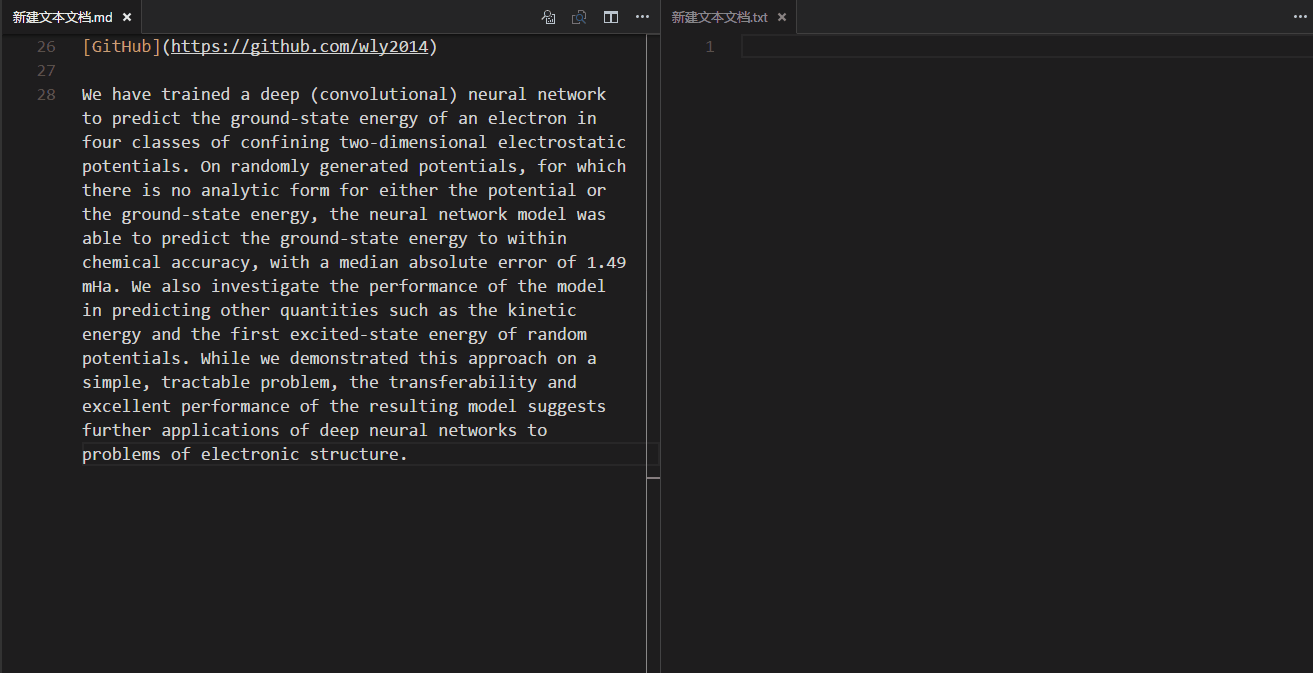 新建文本文档.md
新建文本文档.txt
26 [GitHub](https://github.com/wly2014)
27
28 We have trained a deep (convolutional) neural network
to predict the ground-state energy of an electron in
four classes of confining two-dimensional electrostatic
potentials. On randomly generated potentials, for which
there is no analytic form for either the potential or
the ground-state energy, the neural network model was
able to predict the ground-state energy to within
chemical accuracy, with a median absolute error of 1.49
mHa. We also investigate the performance of the model
in predicting other quantities such as the kinetic
energy and the first excited-state energy of random
potentials. While we demonstrated this approach on a
simple, tractable problem, the transferability and
excellent performance of the resulting model suggests
further applications of deep neural networks to
problems of electronic structure.
1